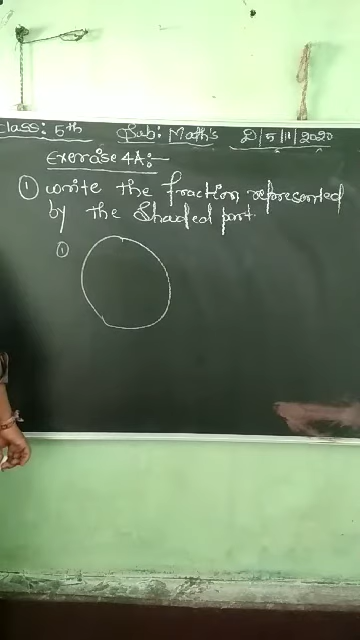 Class: 5th Sub: Math's D/5/11/2020
Exercise 4A:-
① write the fraction represented
by the shaded part.
①